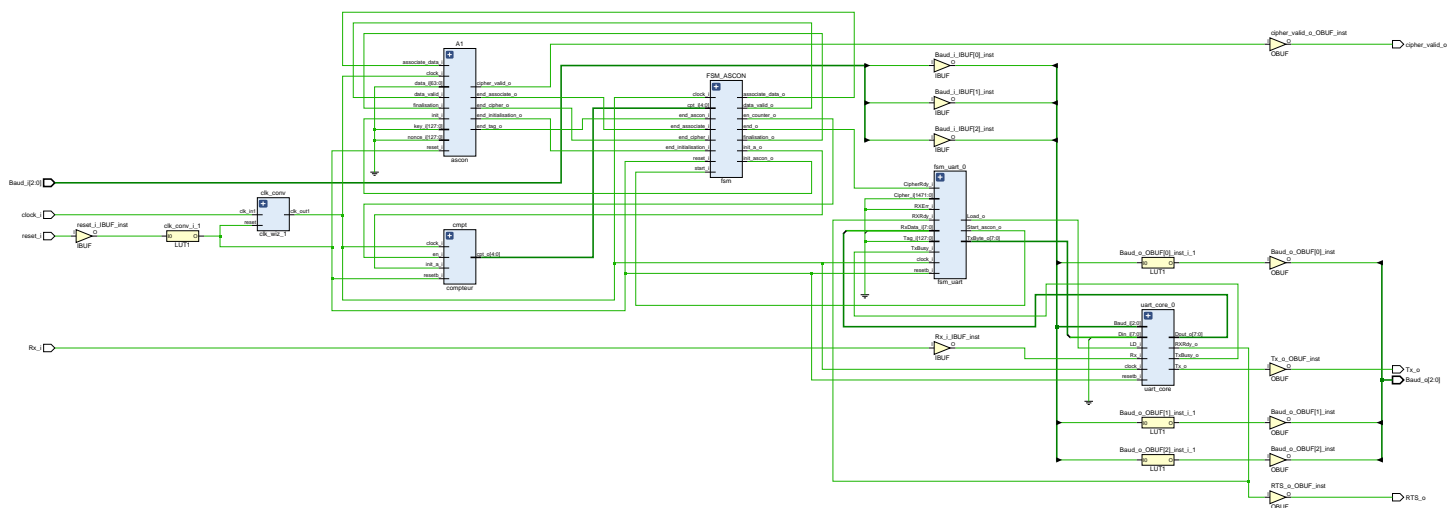 cipher_valid_o_OBUF_inst
I O
OBUF
cipher_valid_o
A1
associate_data_i
clock_i
data_i[63:0]
data_valid_i
finalisation_i
init_i
key_i[127:0]
nonce_i[127:0]
reset_i
cipher_valid_o
end_associate_o
end_cipher_o
end_initialisation_o
end_tag_o
ascon
FSM_ASCON
clock_i
cpt_i[4:0]
end_ascon_i
end_associate_i
end_cipher_i
end_initialisation_i
reset_i
start_i
associate_data_o
data_valid_o
en_counter_o
end_o
finalisation_o
init_a_o
init_ascon_o
fsm
Baud_i_IBUF[0]_inst
I O
IBUF
Baud_i_IBUF[1]_inst
I O
IBUF
Baud_i_IBUF[2]_inst
I O
IBUF
Baud_i[2:0]
clock_i
reset_i
reset_i_IBUF_inst
I O
IBUF
clk_conv_i_1
I0 O
LUT1
clk_conv
clk_in1
reset
clk_out1
clk_wiz_1
cmpt
clock_i
en_i
init_a_i
resetb_i
cpt_o[4:0]
compteur
fsm_uart_0
CipherRdy_i
Cipher_i[1471:0]
RXErr_i
RXRdy_i
RxData_i[7:0]
Tag_i[127:0]
TxBusy_i
clock_i
resetb_i
Load_o
Start_ascon_o
TxByte_o[7:0]
fsm_uart
Baud_o_OBUF[0]_inst_i_1
I0 O
LUT1
Baud_o_OBUF[0]_inst
I O
OBUF
uart_core_0
Baud_i[2:0]
Din_i[7:0]
LD_i
Rx_i
clock_i
resetb_i
Dout_o[7:0]
RXRdy_o
TxBusy_o
Tx_o
uart_core
Rx_i
Rx_i_IBUF_inst
I O
IBUF
Tx_o_OBUF_inst
I O
OBUF
Tx_o
Baud_o[2:0]
Baud_o_OBUF[1]_inst_i_1
I0 O
LUT1
Baud_o_OBUF[1]_inst
I O
OBUF
Baud_o_OBUF[2]_inst_i_1
I0 O
LUT1
Baud_o_OBUF[2]_inst
I O
OBUF
RTS_o_OBUF_inst
I O
OBUF
RTS_o